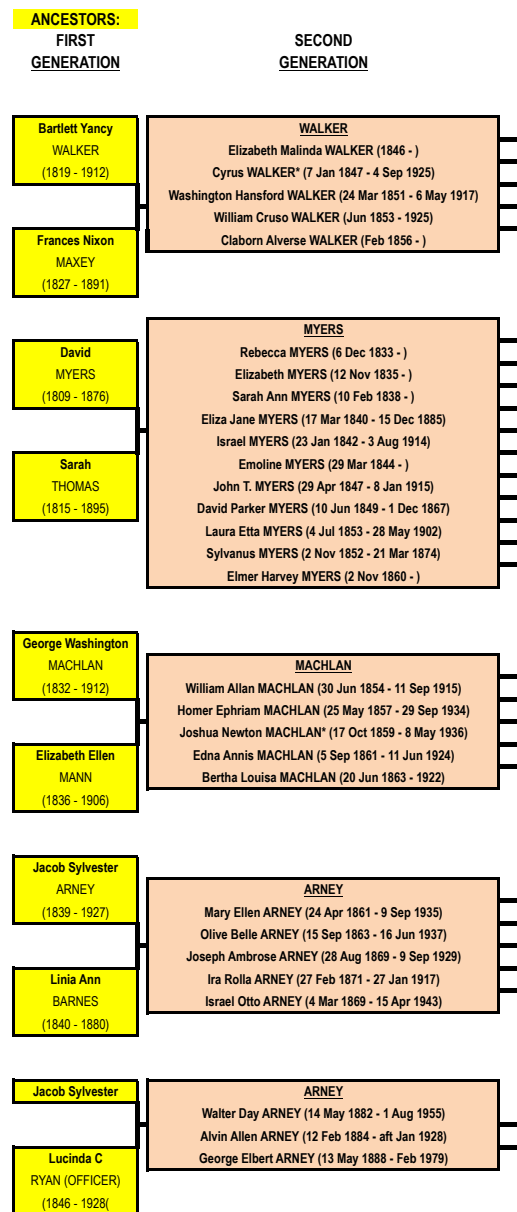 ANCESTORS:
FIRST
GENERATION
SECOND
GENERATION
Bartlett Yancy
WALKER
(1819 - 1912)
Frances Nixon
MAXEY
(1827 - 1891)
WALKER
Elizabeth Malinda WALKER (1846 - )
Cyrus WALKER* (7 Jan 1847 - 4 Sep 1925)
Washington Hansford WALKER (24 Mar 1851 - 6 May 1917)
William Cruso WALKER (Jun 1853 - 1925)
Claborn Alverse WALKER (Feb 1856 - )
David
MYERS
(1809 - 1876)
Sarah
THOMAS
(1815 - 1895)
MYERS
Rebecca MYERS (6 Dec 1833 - )
Elizabeth MYERS (12 Nov 1835 - )
Sarah Ann MYERS (10 Feb 1838 - )
Eliza Jane MYERS (17 Mar 1840 - 15 Dec 1885)
Israel MYERS (23 Jan 1842 - 3 Aug 1914)
Emoline MYERS (29 Mar 1844 - )
John T. MYERS (29 Apr 1847 - 8 Jan 1915)
David Parker MYERS (10 Jun 1849 - 1 Dec 1867)
Laura Etta MYERS (4 Jul 1853 - 28 May 1902)
Sylvanus MYERS (2 Nov 1852 - 21 Mar 1874)
Elmer Harvey MYERS (2 Nov 1860 - )
George Washington
MACHLAN
(1832 - 1912)
Elizabeth Ellen
MANN
(1836 - 1906)
MACHLAN
William Allan MACHLAN (30 Jun 1854 - 11 Sep 1915)
Homer Ephriam MACHLAN (25 May 1857 - 29 Sep 1934)
Joshua Newton MACHLAN* (17 Oct 1859 - 8 May 1936)
Edna Annis MACHLAN (5 Sep 1861 - 11 Jun 1924)
Bertha Louisa MACHLAN (20 Jun 1863 - 1922)
Jacob Sylvester
ARNEY
(1839 - 1927)
Linia Ann
BARNES
(1840 - 1880)
ARNEY
Mary Ellen ARNEY (24 Apr 1861 - 9 Sep 1935)
Olive Belle ARNEY (15 Sep 1863 - 16 Jun 1937)
Joseph Ambrose ARNEY (28 Aug 1869 - 9 Sep 1929)
Ira Rolla ARNEY (27 Feb 1871 - 27 Jan 1917)
Israel Otto ARNEY (4 Mar 1869 - 15 Apr 1943)
Jacob Sylvester
Lucinda C
RYAN (OFFICER)
(1846 - 1928(
ARNEY
Walter Day ARNEY (14 May 1882 - 1 Aug 1955)
Alvin Allen ARNEY (12 Feb 1884 - aft Jan 1928)
George Elbert ARNEY (13 May 1888 - Feb 1979)